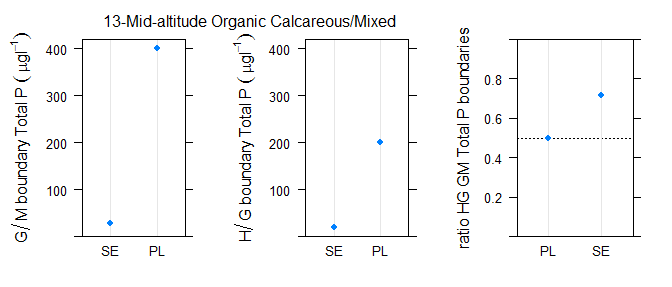 13-Mid-altitude Organic Calcareous/Mixed
G/M boundary Total P ( μgl⁻¹)
400
300
200
100
SE PL
H/G boundary Total P ( μgl⁻¹)
400
300
200
100
SE PL
ratio HG GM Total P boundaries
0.8
0.6
0.4
0.2
PL SE